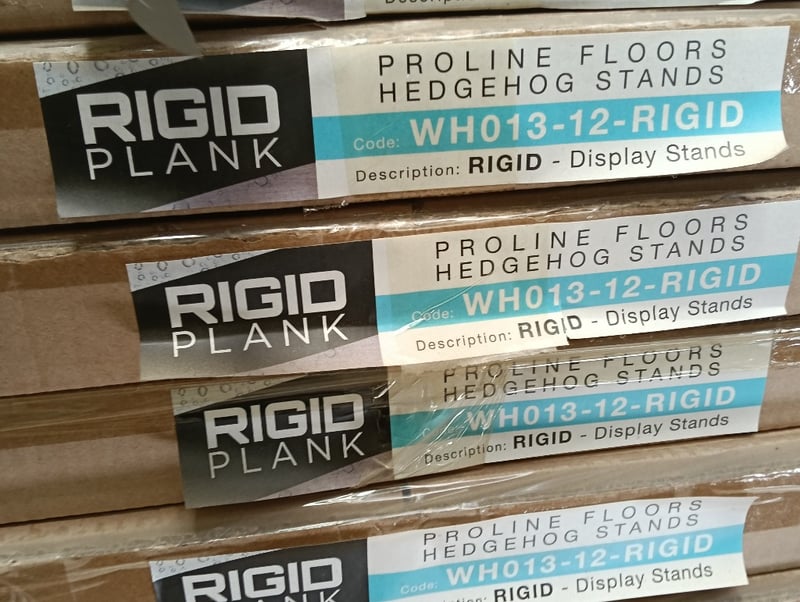 RIGID
PLANK
PROLINE FLOORS
HEDGEHOG STANDS
Code: WH013-12-RIGID
Description: RIGID - Display Stands
RIGID
PLANK
PROLINE FLOORS
HEDGEHOG STANDS
Code: WH013-12-RIGID
Description: RIGID - Display Stands
RIGID
PLANK
PROLINE FLOORS
HEDGEHOG STANDS
WH013-12-RIGID
Description: RIGID - Display Stands
RIGID
PLANK
PROLINE FLOORS
HEDGEHOG STANDS
Code: WH013-12-RIGID
RIGID - Display Stands